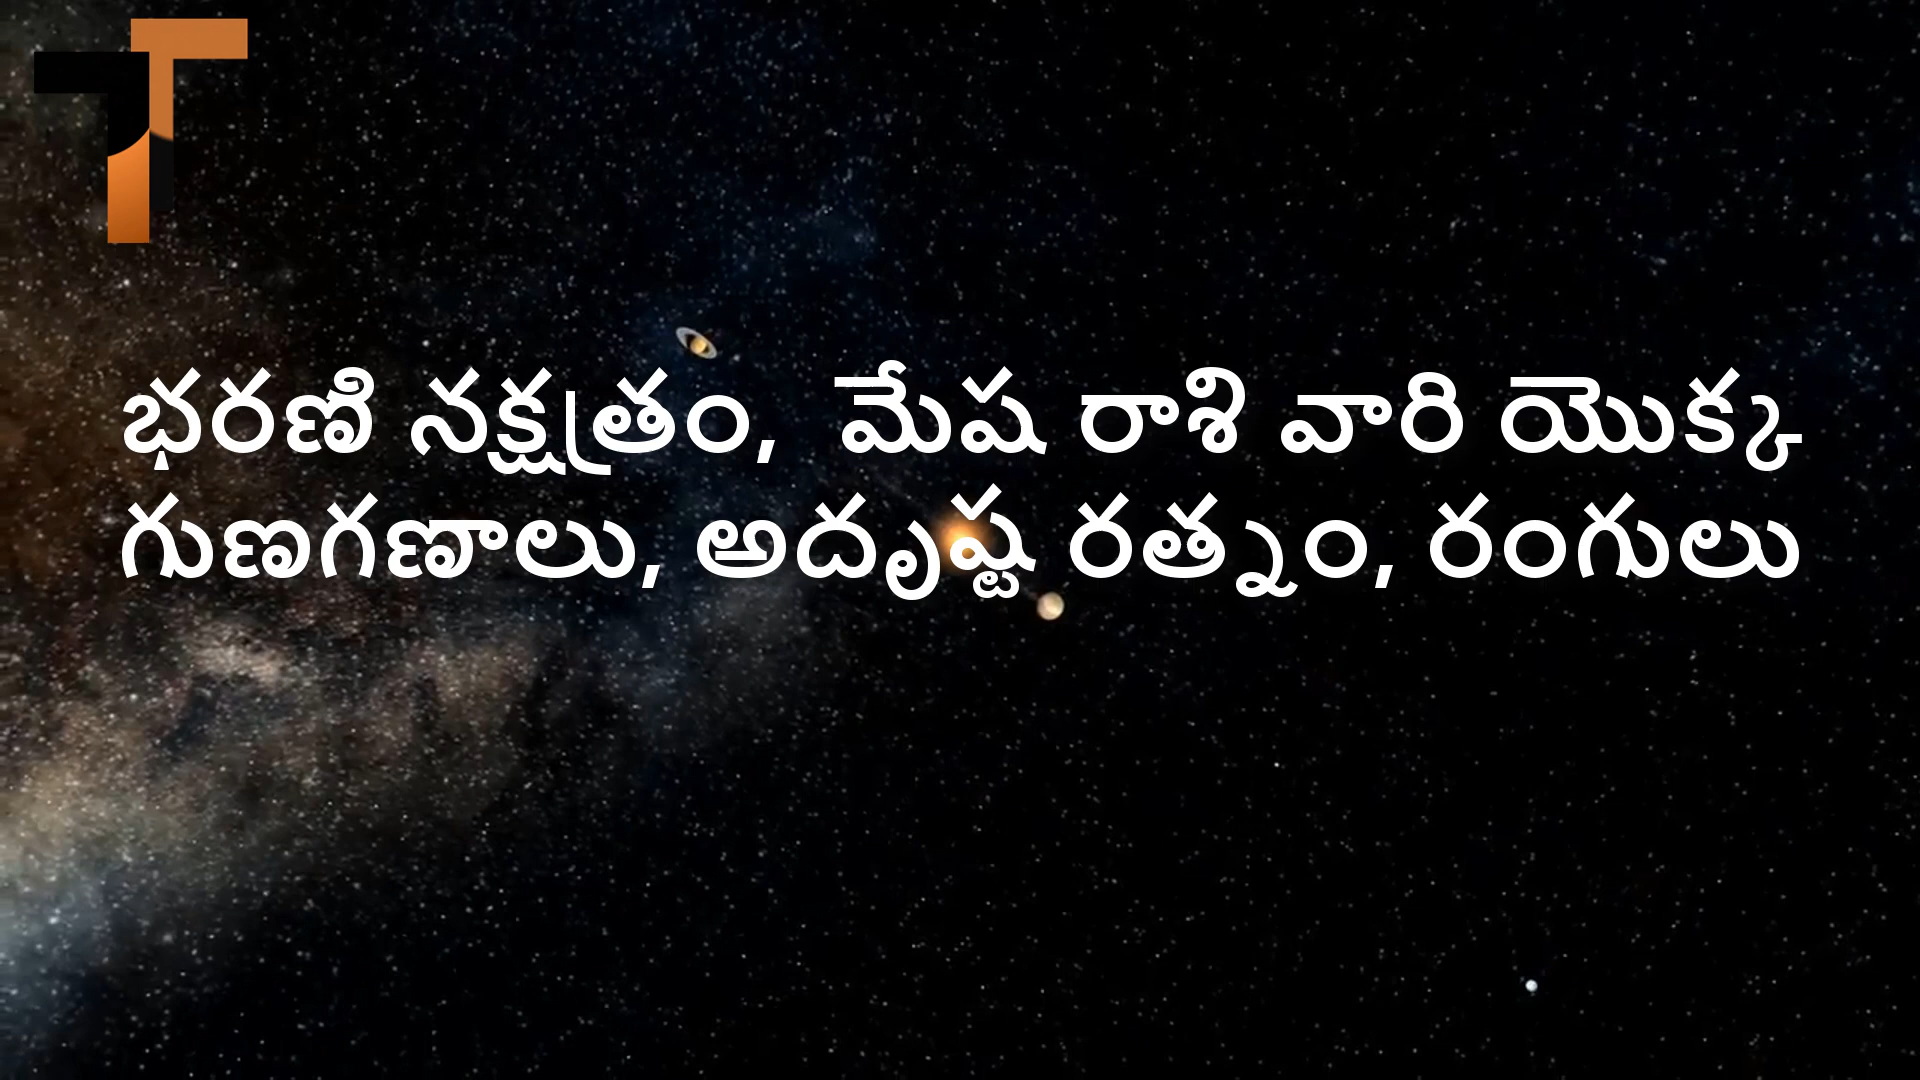 భరణి నక్షత్రం,  మేష రాశి వారి యొక్క
గుణగణాలు, అదృష్ట రత్నం, రంగులు